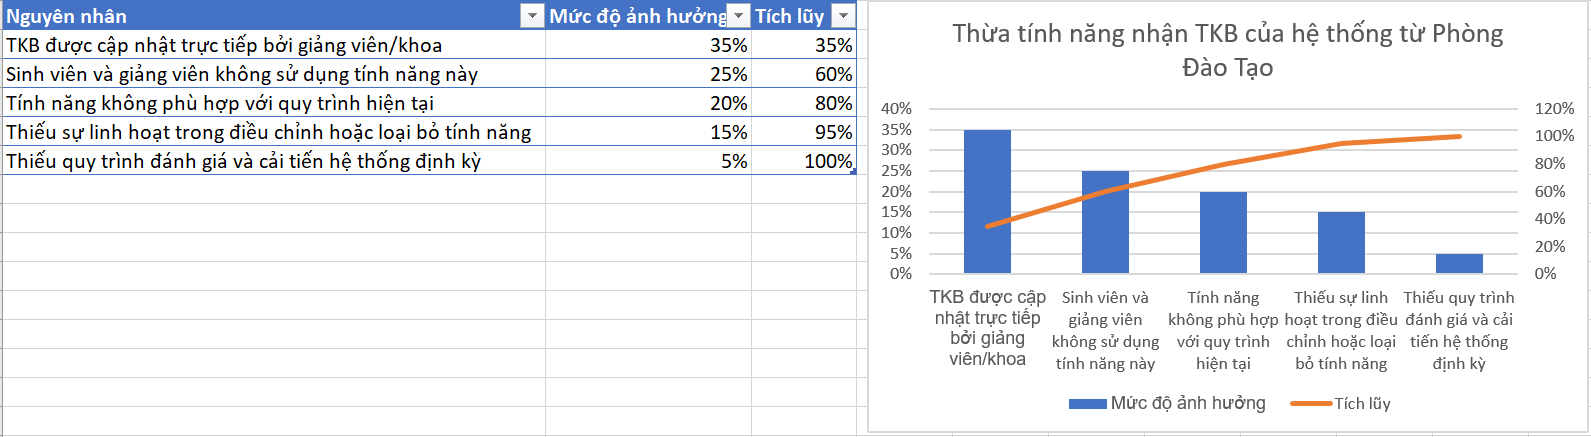 Nguyên nhân Mức độ ảnh hưởng Tích lũy
TKB được cập nhật trực tiếp bởi giảng viên/khoa 35% 35%
Sinh viên và giảng viên không sử dụng tính năng này 25% 60%
Tính năng không phù hợp với quy trình hiện tại 20% 80%
Thiếu sự linh hoạt trong điều chỉnh hoặc loại bỏ tính năng 15% 95%
Thiếu quy trình đánh giá và cải tiến hệ thống định kỳ 5% 100%
Thừa tính năng nhận TKB của hệ thống từ Phòng
Đào Tạo
40% 120%
35% 100%
30% 80%
25% 60%
20% 40%
15% 20%
10% 0%
5%
0%
TKB được cập
nhật trực tiếp
bởi giảng
viên/khoa
Sinh viên và
giảng viên
không sử dụng
tính năng này
Tính năng
không phù hợp
với quy trình
hiện tại
Thiếu sự linh
hoạt trong điều
chỉnh hoặc loại
bỏ tính năng
Thiếu quy trình
đánh giá và cải
tiến hệ thống
định kỳ
Mức độ ảnh hưởng Tích lũy